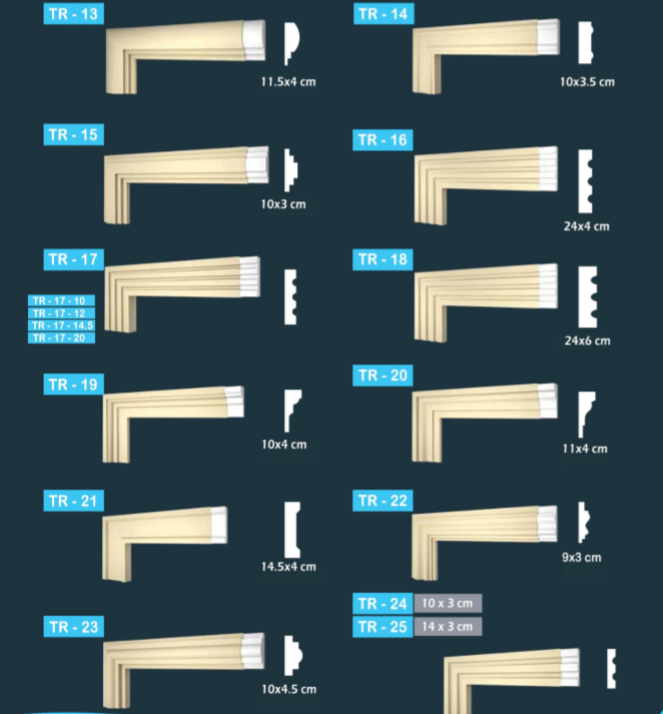 TR - 13
11.5x4 cm
TR - 14
10x3.5 cm
TR - 15
10x3 cm
TR - 16
24x4 cm
TR - 17
TR - 17 - 10
TR - 17 - 12
TR - 17 - 14.5
TR - 17 - 20
TR - 18
24x6 cm
TR - 19
10x4 cm
TR - 20
11x4 cm
TR - 21
14.5x4 cm
TR - 22
9x3 cm
TR - 23
10x4.5 cm
TR - 24 10 x 3 cm
TR - 25 14 x 3 cm